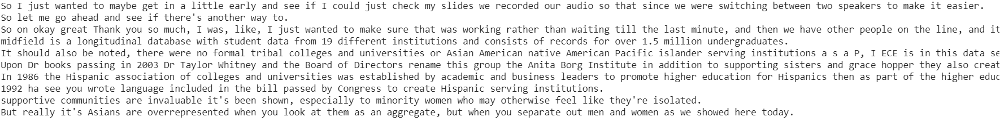 So I just wanted to maybe get in a little early and see if I could just check my slides we recorded our audio so that since we were switching between two speakers to make it easier.
So let me go ahead and see if there's another way to.
So on okay great Thank you so much, I was, like, I just wanted to make sure that was working rather than waiting till the last minute, and then we have other people on the line, and it
midfield is a longitudinal database with student data from 19 different institutions and consists of records for over 1.5 million undergraduates.
It should also be noted, there were no formal tribal colleges and universities or Asian American native American Pacific islander serving institutions a s a P, I ECE is in this data se
Upon Dr books passing in 2003 Dr Taylor Whitney and the Board of Directors rename this group the Anita Borg Institute in addition to supporting sisters and grace hopper they also creat
In 1986 the Hispanic association of colleges and universities was established by academic and business leaders to promote higher education for Hispanics then as part of the higher educ
1992 ha see you wrote language included in the bill passed by Congress to create Hispanic serving institutions.
supportive communities are invaluable it's been shown, especially to minority women who may otherwise feel like they're isolated.
But really it's Asians are overrepresented when you look at them as an aggregate, but when you separate out men and women as we showed here today.